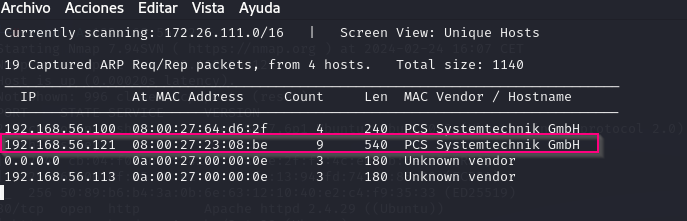 Archivo Acciones Editar Vista Ayuda
Currently scanning: 172.26.111.0/16 | Screen View: Unique Hosts
19 Captured ARP Req/Rep packets, from 4 hosts. Total size: 1140
IP At MAC Address Count Len MAC Vendor / Hostname
192.168.56.100 08:00:27:64:d6:2f 4 240 PCS Systemtechnik GmbH
192.168.56.121 08:00:27:23:08:be 9 540 PCS Systemtechnik GmbH
0.0.0.0 0a:00:27:00:00:0e 3 180 Unknown vendor
192.168.56.113 0a:00:27:00:00:0e 3 180 Unknown vendor